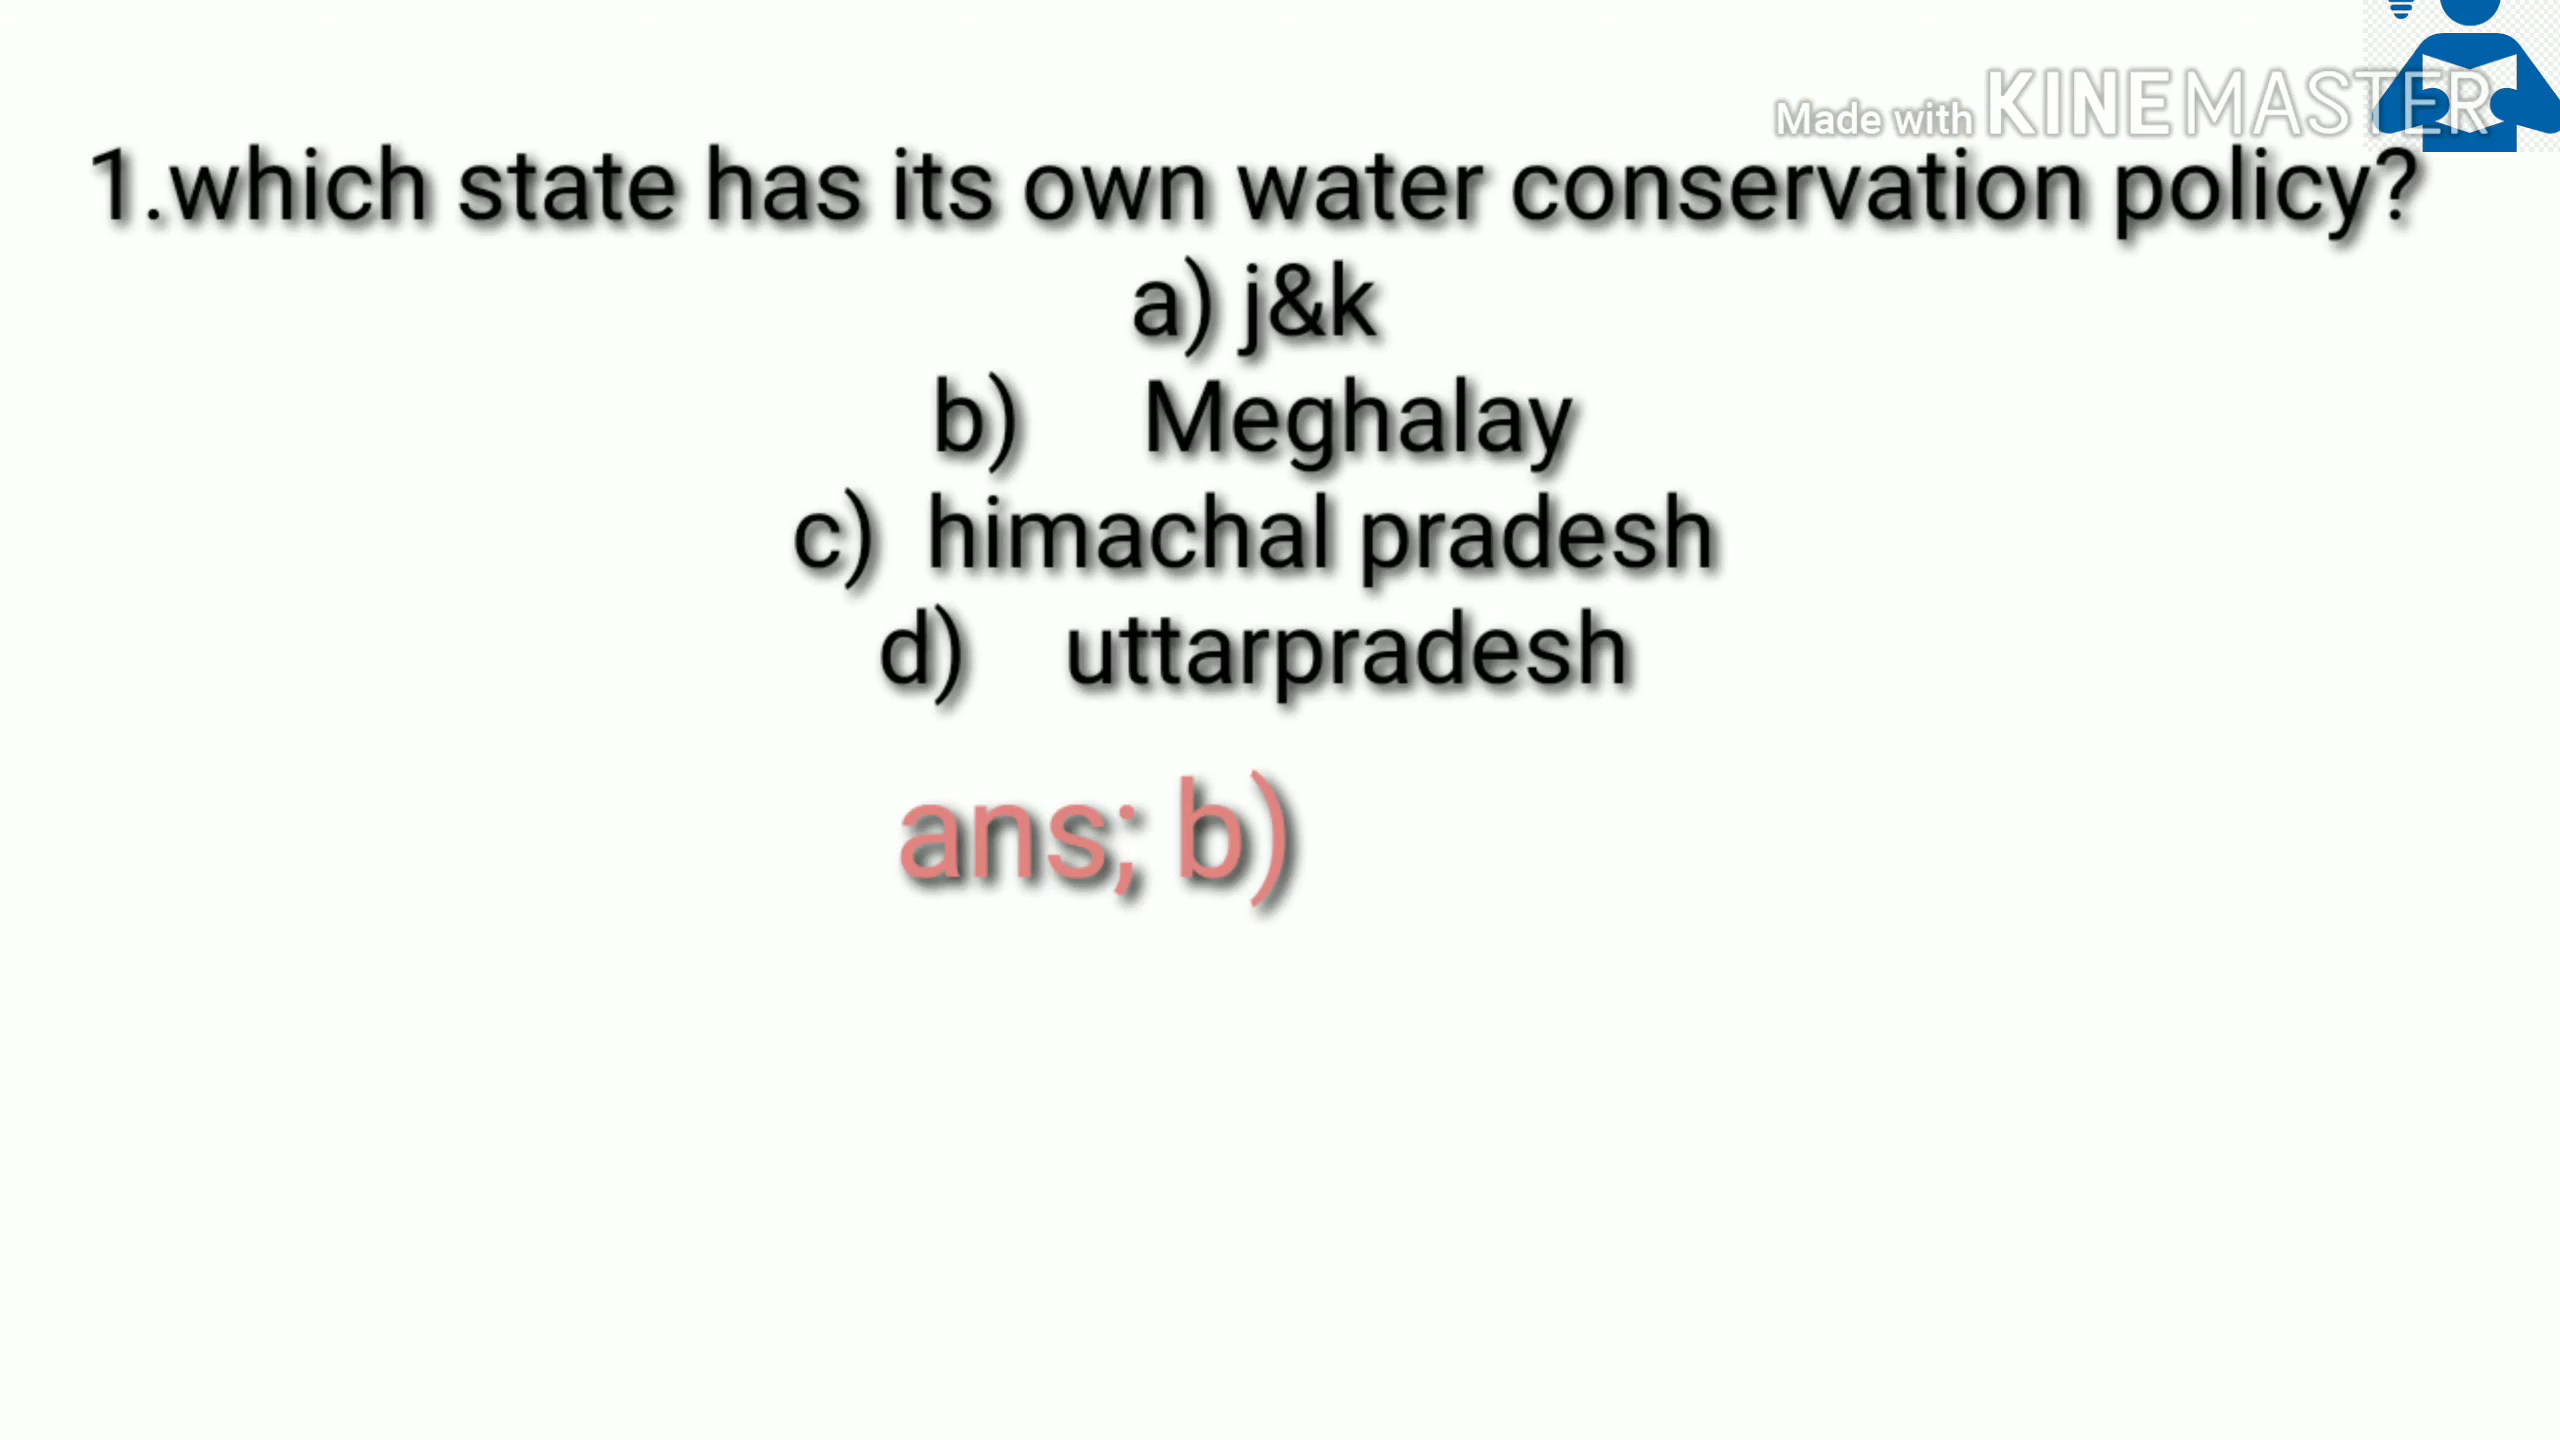 Made with KINEMASTER
1.which state has its own water conservation policy?
a) j&k
b) Meghalay
c) himachal pradesh
d) uttarpradesh
ans; b)